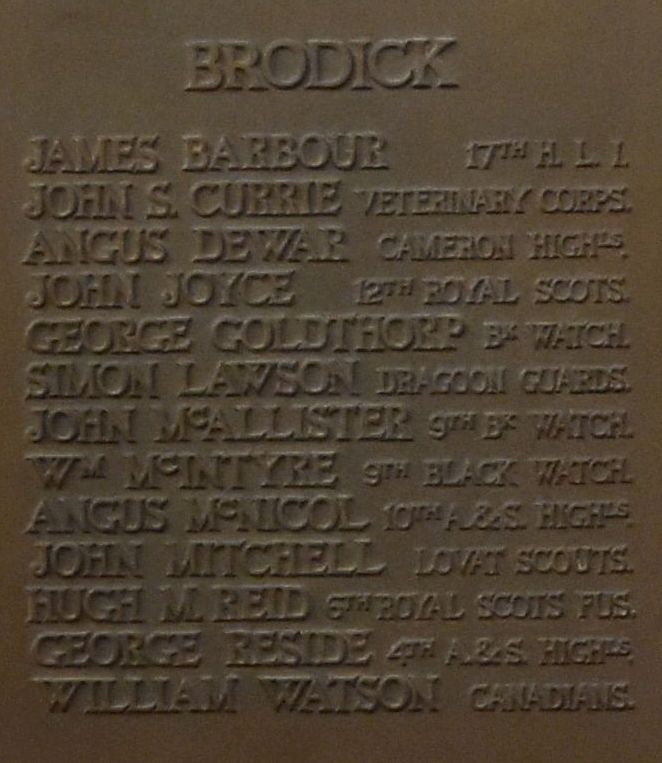 BRODICK
JAMES BARBOUR 17TH H. L. I.
JOHN S. CURRIE VETERINARY CORPS.
ANGUS DEWAR CAMERON HIGHLS.
JOHN JOYCE 12TH ROYAL SCOTS.
GEORGE GOLDTHORP BK WATCH.
SIMON LAWSON DRAGOON GUARDS.
JOHN MCALLISTER 9TH BK WATCH.
WM MCINTYRE 9TH BLACK WATCH.
ANGUS MCNICOL 10TH A.&S. HIGHLS.
JOHN MITCHELL LOVAT SCOUTS.
HUGH M. REID 6TH ROYAL SCOTS FUS.
GEORGE RESIDE 4TH A.&S. HIGHLS.
WILLIAM WATSON CANADIANS.